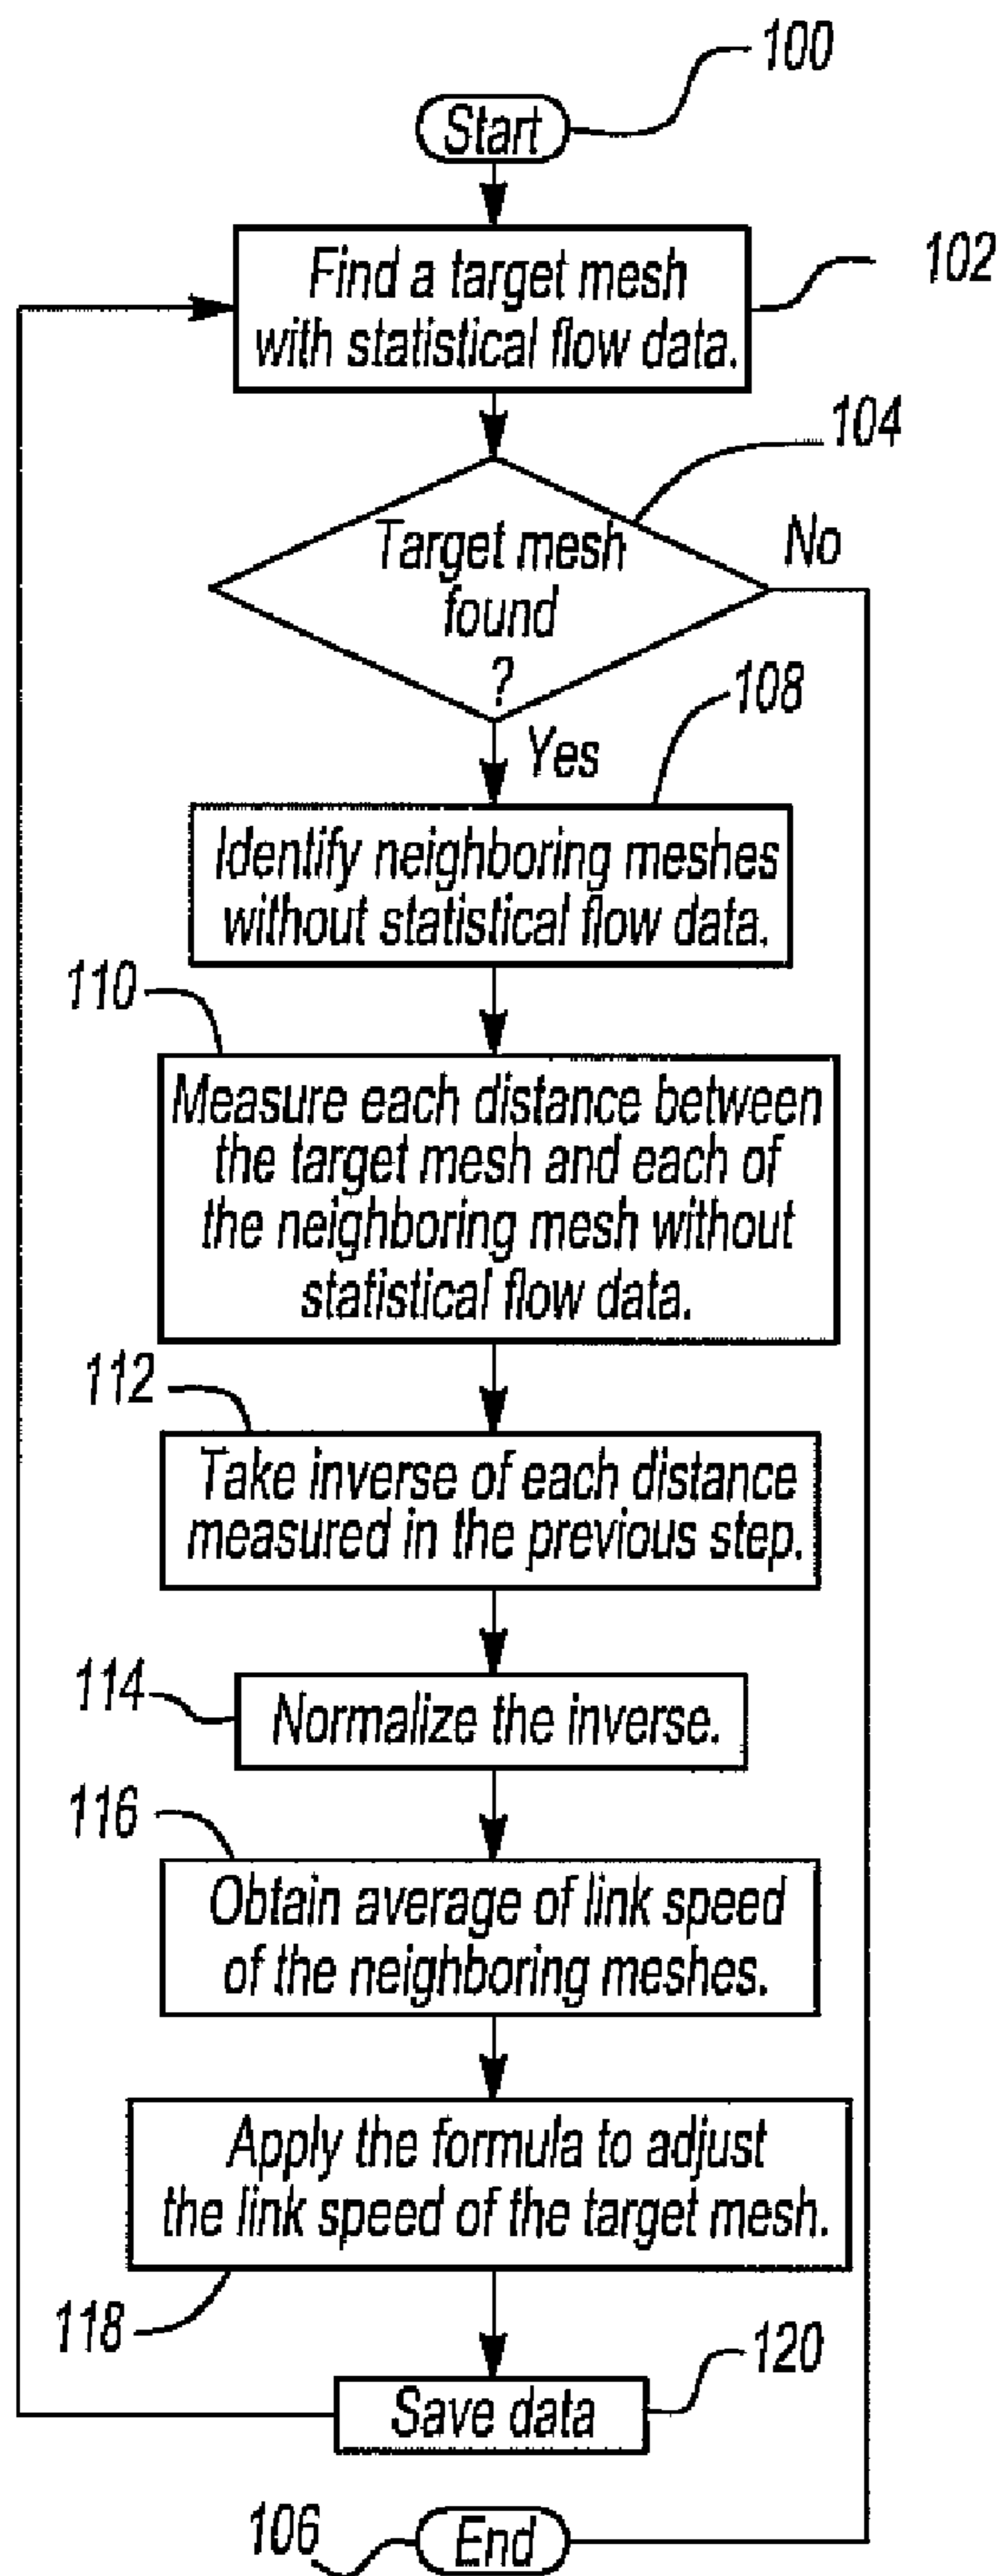 100
Start
Find a target mesh
with statistical flow data.
102
104
Target mesh
found
?
No
Yes
108
Identify neighboring meshes
without statistical flow data.
110
Measure each distance between
the target mesh and each of
the neighboring mesh without
statistical flow data.
112
Take inverse of each distance
measured in the previous step.
114
Normalize the inverse.
116
Obtain average of link speed
of the neighboring meshes.
Apply the formula to adjust
the link speed of the target mesh.
118
120
Save data
106
End